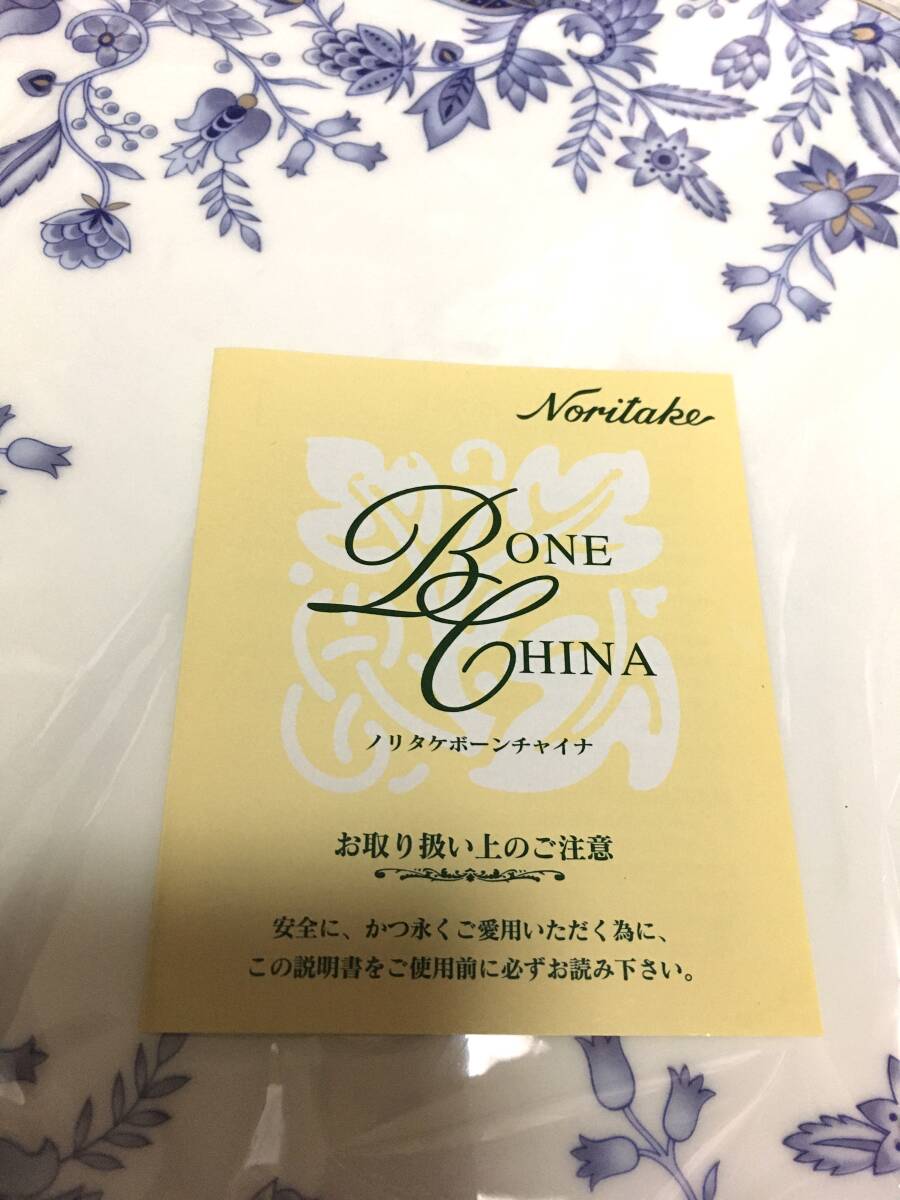 Noritake
BONE
CHINA
ノリタケボーンチャイナ
お取り扱い上のご注意
安全に、かつ永くご愛用いただく為に、
この説明書をご使用前に必ずお読み下さい。